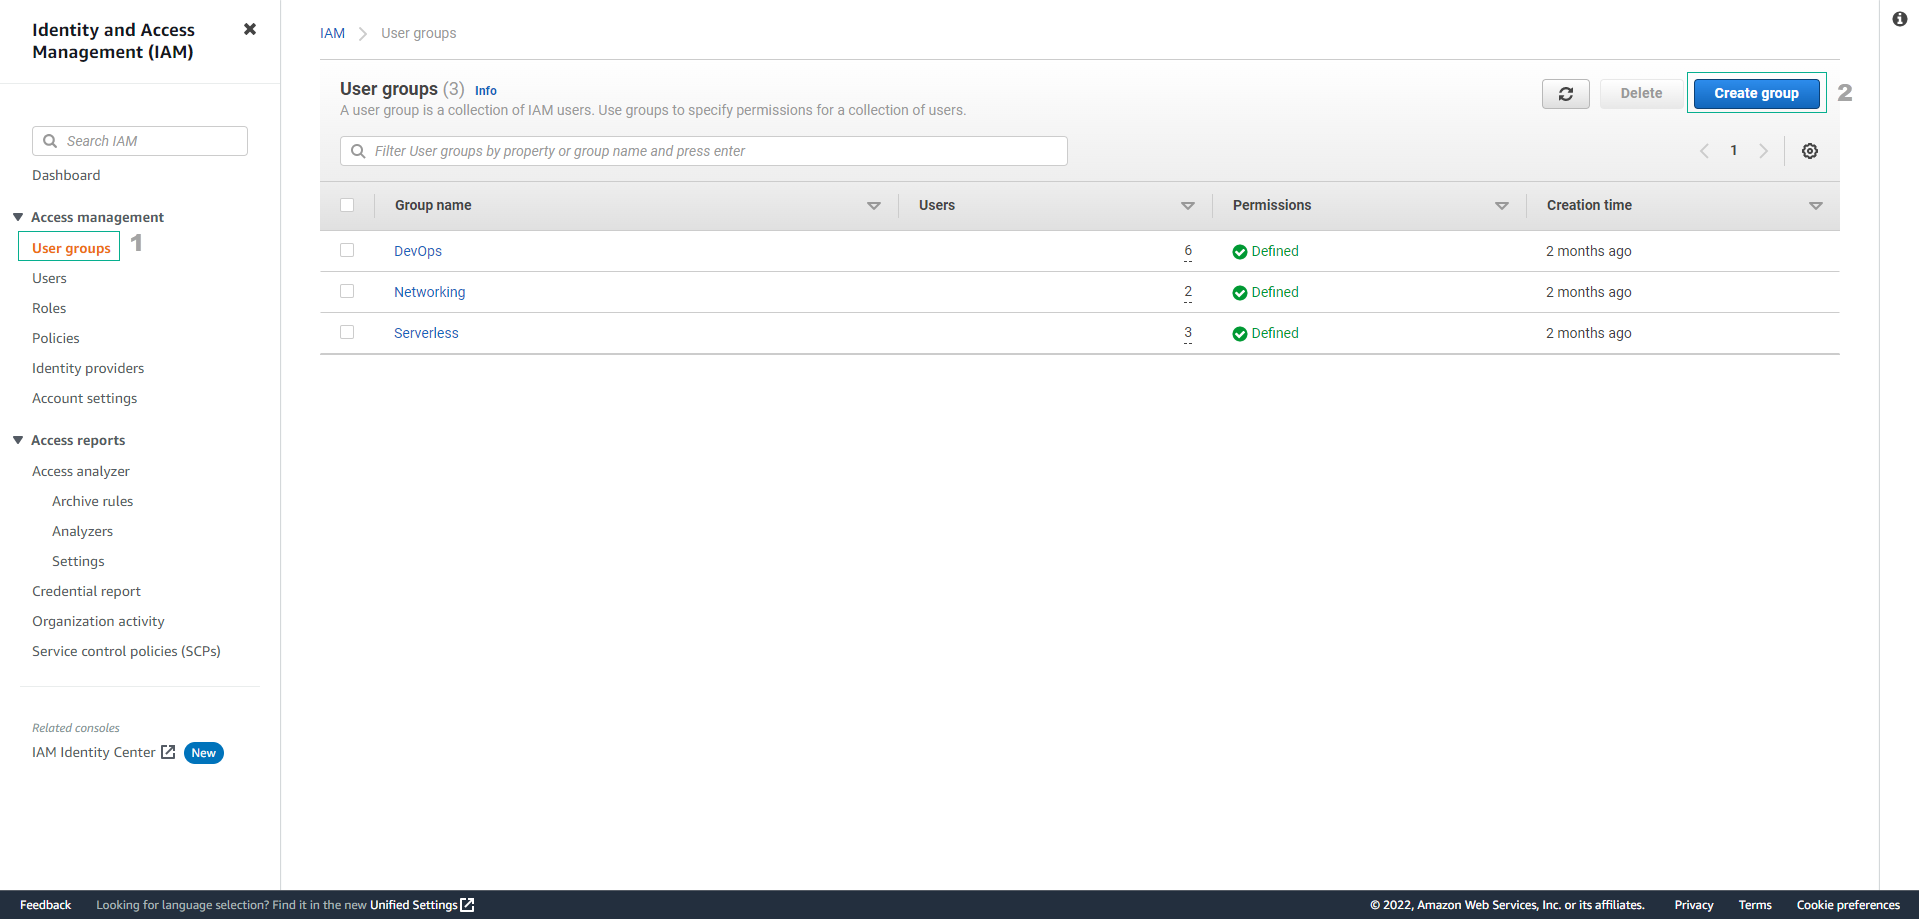 Identity and Access
Management (IAM)
Search IAM
Dashboard
Access management
User groups 1
Users
Roles
Policies
Identity providers
Account settings
Access reports
Access analyzer
Archive rules
Analyzers
Settings
Credential report
Organization activity
Service control policies (SCPs)
Related consoles
IAM Identity Center New
IAM User groups
User groups (3) Info
A user group is a collection of IAM users. Use groups to specify permissions for a collection of users.
Delete Create group 2
Filter User groups by property or group name and press enter
1
Group name Users Permissions Creation time
DevOps 6 Defined 2 months ago
Networking 2 Defined 2 months ago
Serverless 3 Defined 2 months ago
Feedback Looking for language selection? Find it in the new Unified Settings © 2022, Amazon Web Services, Inc. or its affiliates. Privacy Terms Cookie preferences